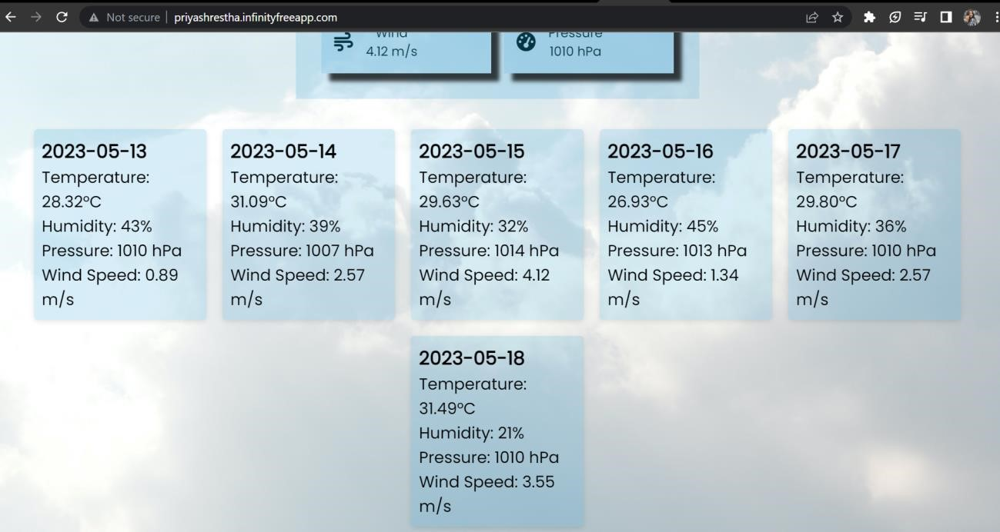 Not secure
priyashrestha.infinityfreeapp.com
Wind
4.12 m/s
Pressure
1010 hPa
2023-05-13
Temperature:
28.32°C
Humidity: 43%
Pressure: 1010 hPa
Wind Speed: 0.89
m/s
2023-05-14
Temperature:
31.09°C
Humidity: 39%
Pressure: 1007 hPa
Wind Speed: 2.57
m/s
2023-05-15
Temperature:
29.63°C
Humidity: 32%
Pressure: 1014 hPa
Wind Speed: 4.12
m/s
2023-05-16
Temperature:
26.93°C
Humidity: 45%
Pressure: 1013 hPa
Wind Speed: 1.34
m/s
2023-05-17
Temperature:
29.80°C
Humidity: 36%
Pressure: 1010 hPa
Wind Speed: 2.57
m/s
2023-05-18
Temperature:
31.49°C
Humidity: 21%
Pressure: 1010 hPa
Wind Speed: 3.55
m/s